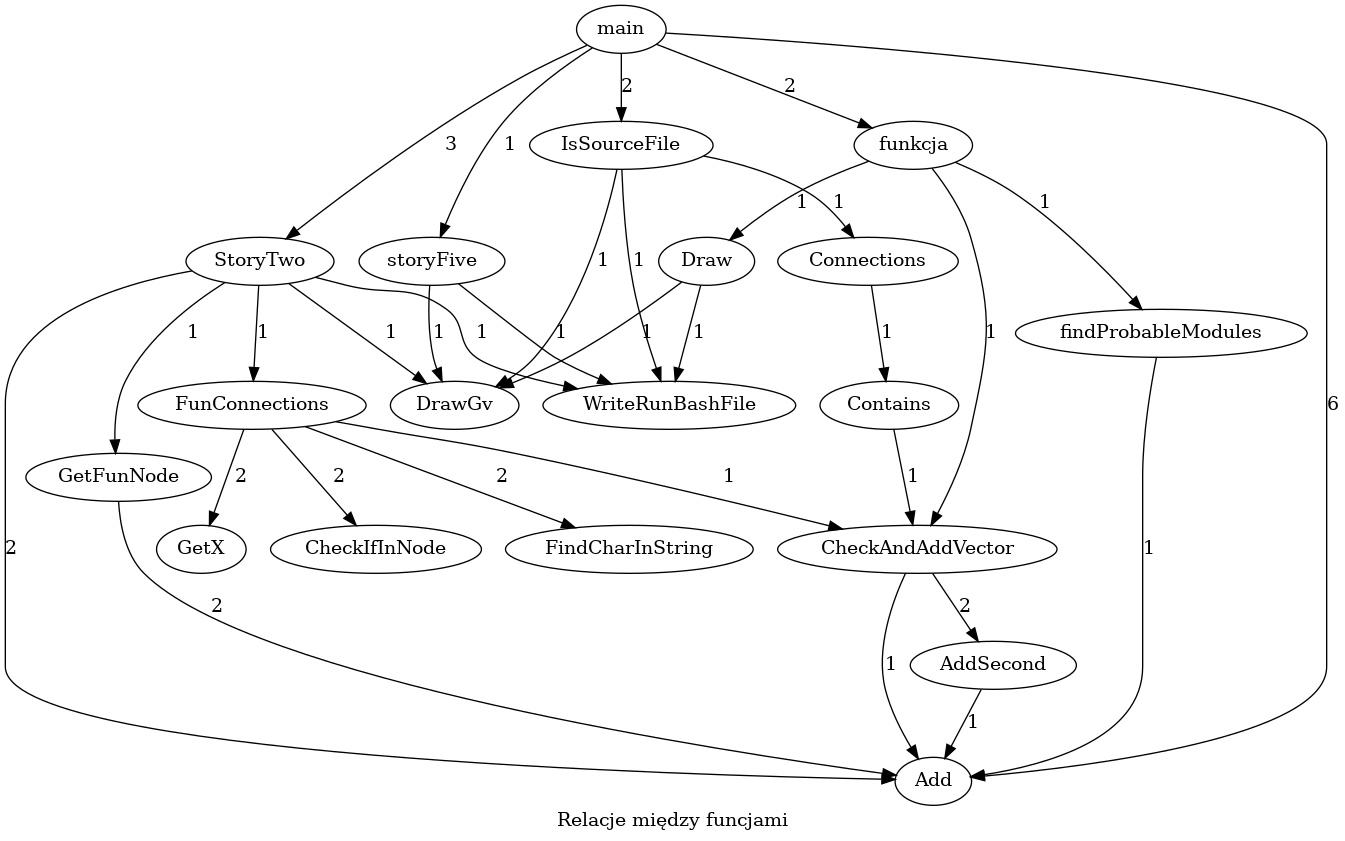 main
2
2
IsSourceFile
funkcja
3
1
1
1
1
StoryTwo
storyFive
Draw
Connections
1
1
findProbableModules
1
1
1
1
1
1
1
1
1
1
FunConnections
DrawGv
WriteRunBashFile
Contains
6
GetFunNode
2
2
2
1
1
GetX
CheckIfInNode
FindCharInString
CheckAndAddVector
2
1
2
2
1
AddSecond
1
Add
Relacje między funcjami